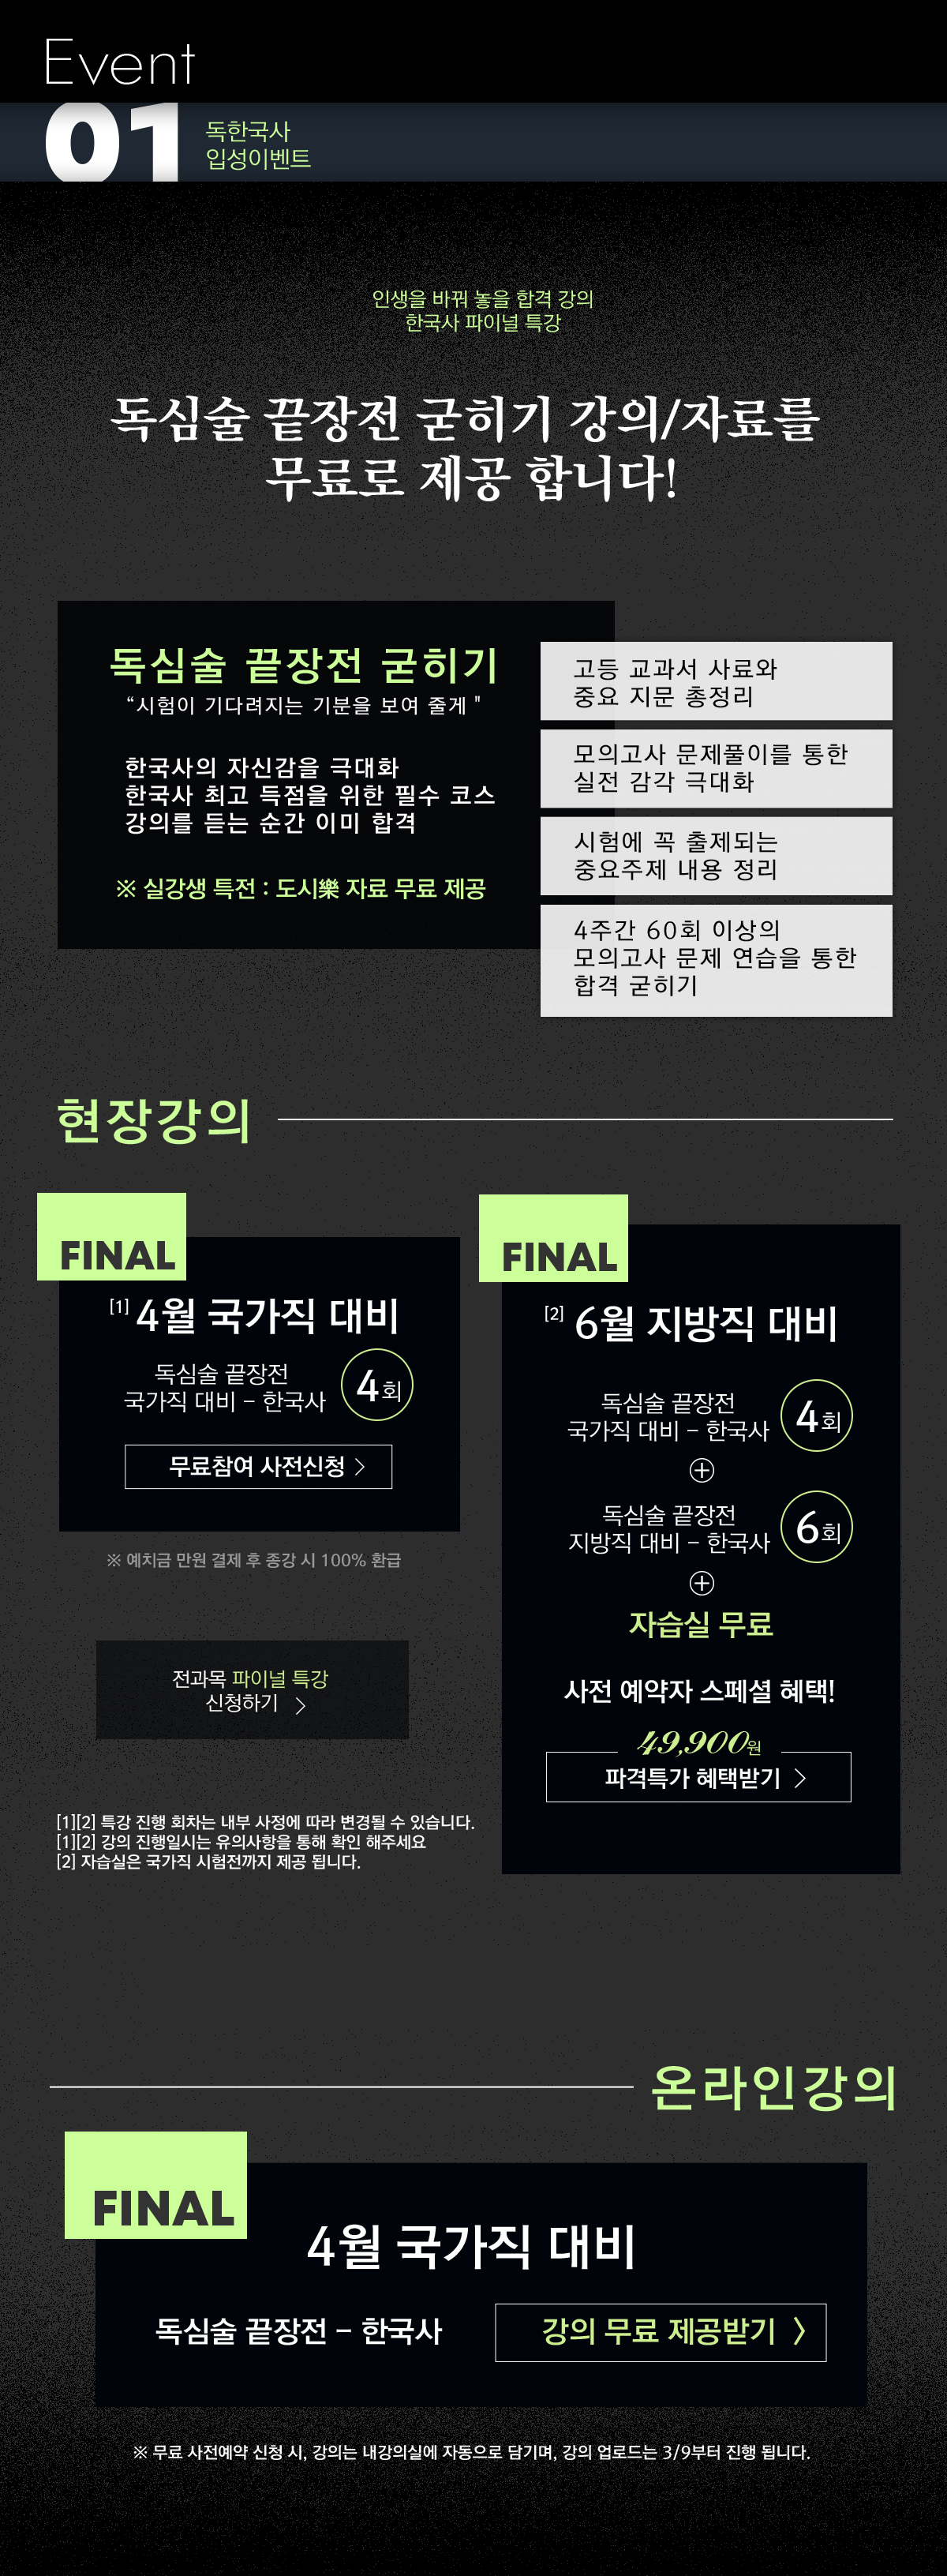 Event
01
독한국사
입성이벤트
인생을 바꿔 놓을 합격 강의
한국사 파이널 특강
독심술 끝장전 굳히기 강의/자료를
무료로 제공 합니다!
독심술 끝장전 굳히기
“시험이 기다려지는 기분을 보여 줄게 "
한국사의 자신감을 극대화
한국사 최고 득점을 위한 필수 코스
강의를 듣는 순간 이미 합격
※ 실강생 특전 : 도시樂 자료 무료 제공
고등 교과서 사료와
중요 지문 총정리
모의고사 문제풀이를 통한
실전 감각 극대화
시험에 꼭 출제되는
중요주제 내용 정리
4주간 60회 이상의
모의고사 문제 연습을 통한
합격 굳히기
현장강의
FINAL
[1] 4월 국가직 대비
독심술 끝장전
국가직 대비 – 한국사
4회
무료참여 사전신청 >
※ 예치금 만원 결제 후 종강 시 100% 환급
전과목 파이널 특강
신청하기 >
[1][2] 특강 진행 회차는 내부 사정에 따라 변경될 수 있습니다.
[1][2] 강의 진행일시는 유의사항을 통해 확인 해주세요
[2] 자습실은 국가직 시험전까지 제공 됩니다.
FINAL
[2] 6월 지방직 대비
독심술 끝장전
국가직 대비 – 한국사
4회
+
독심술 끝장전
지방직 대비 – 한국사
6회
+
자습실 무료
사전 예약자 스페셜 혜택!
49,900원
파격특가 혜택받기 >
온라인강의
FINAL
4월 국가직 대비
독심술 끝장전 – 한국사
강의 무료 제공받기 >
※ 무료 사전예약 신청 시, 강의는 내강의실에 자동으로 담기며, 강의 업로드는 3/9부터 진행 됩니다.